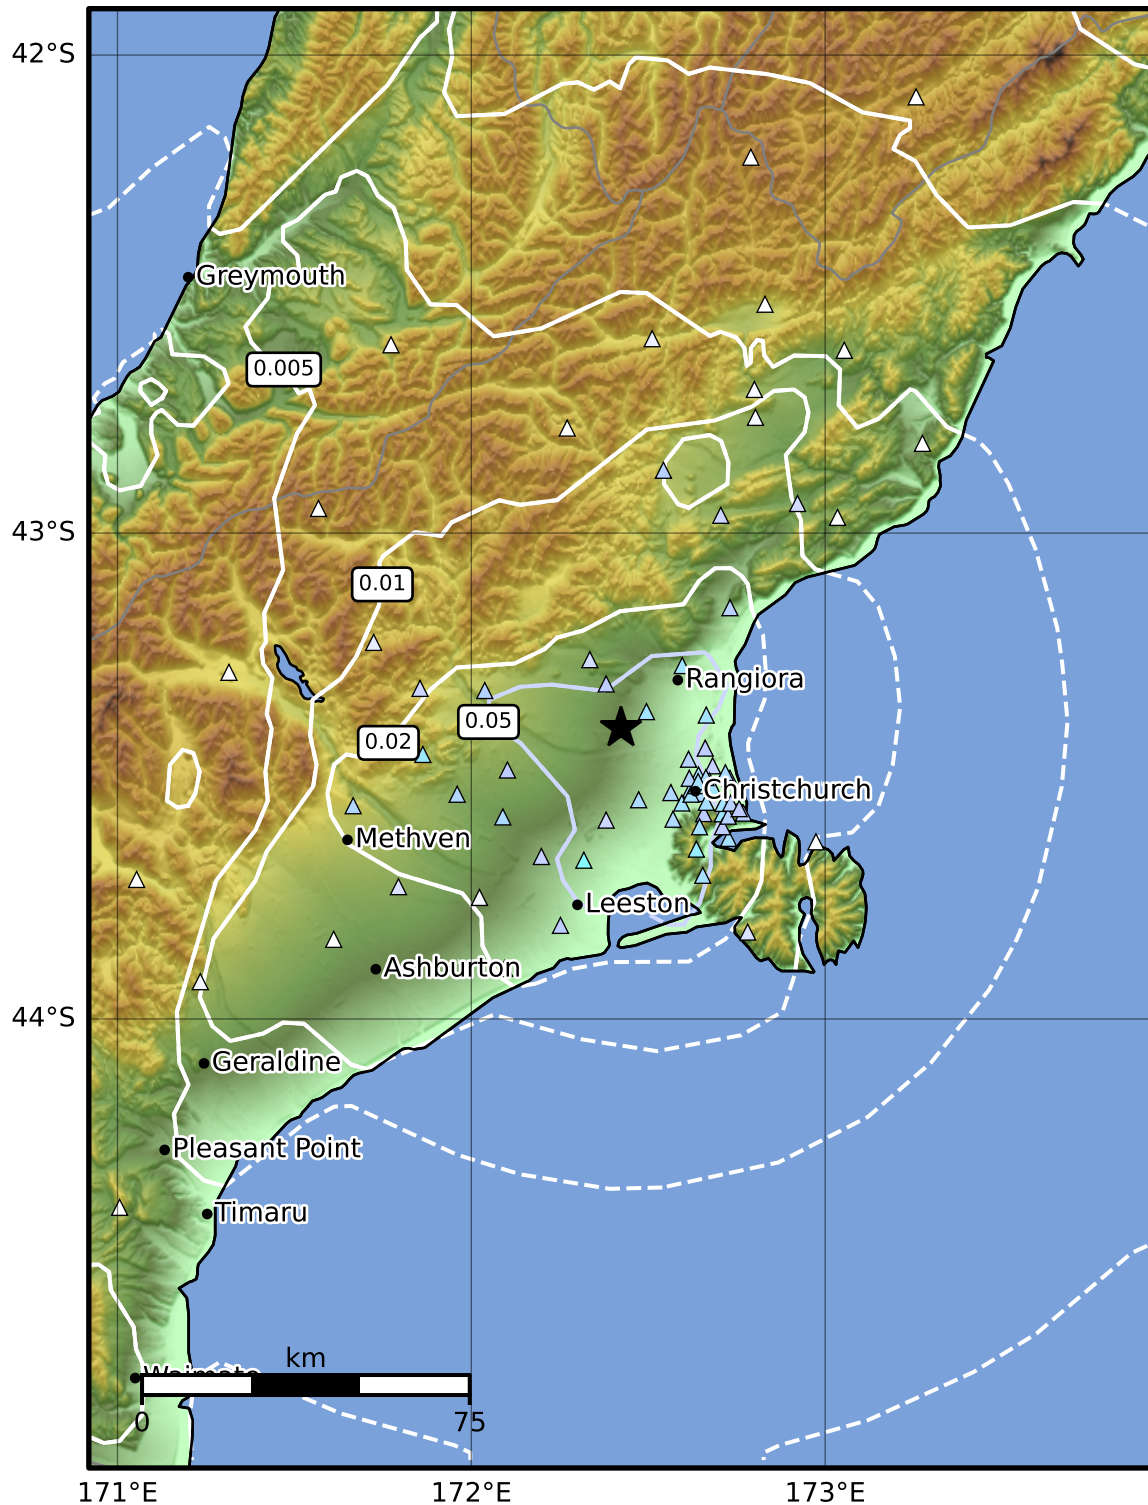 42°S
Greymouth
0.005
43°S
0.01
Rangiora
0.05
0.02
Christchurch
Methven
Leeston
Ashburton
44°S
Geraldine
Pleasant Point
Timaru
km
Waimate
0 75
171°E 172°E 173°E